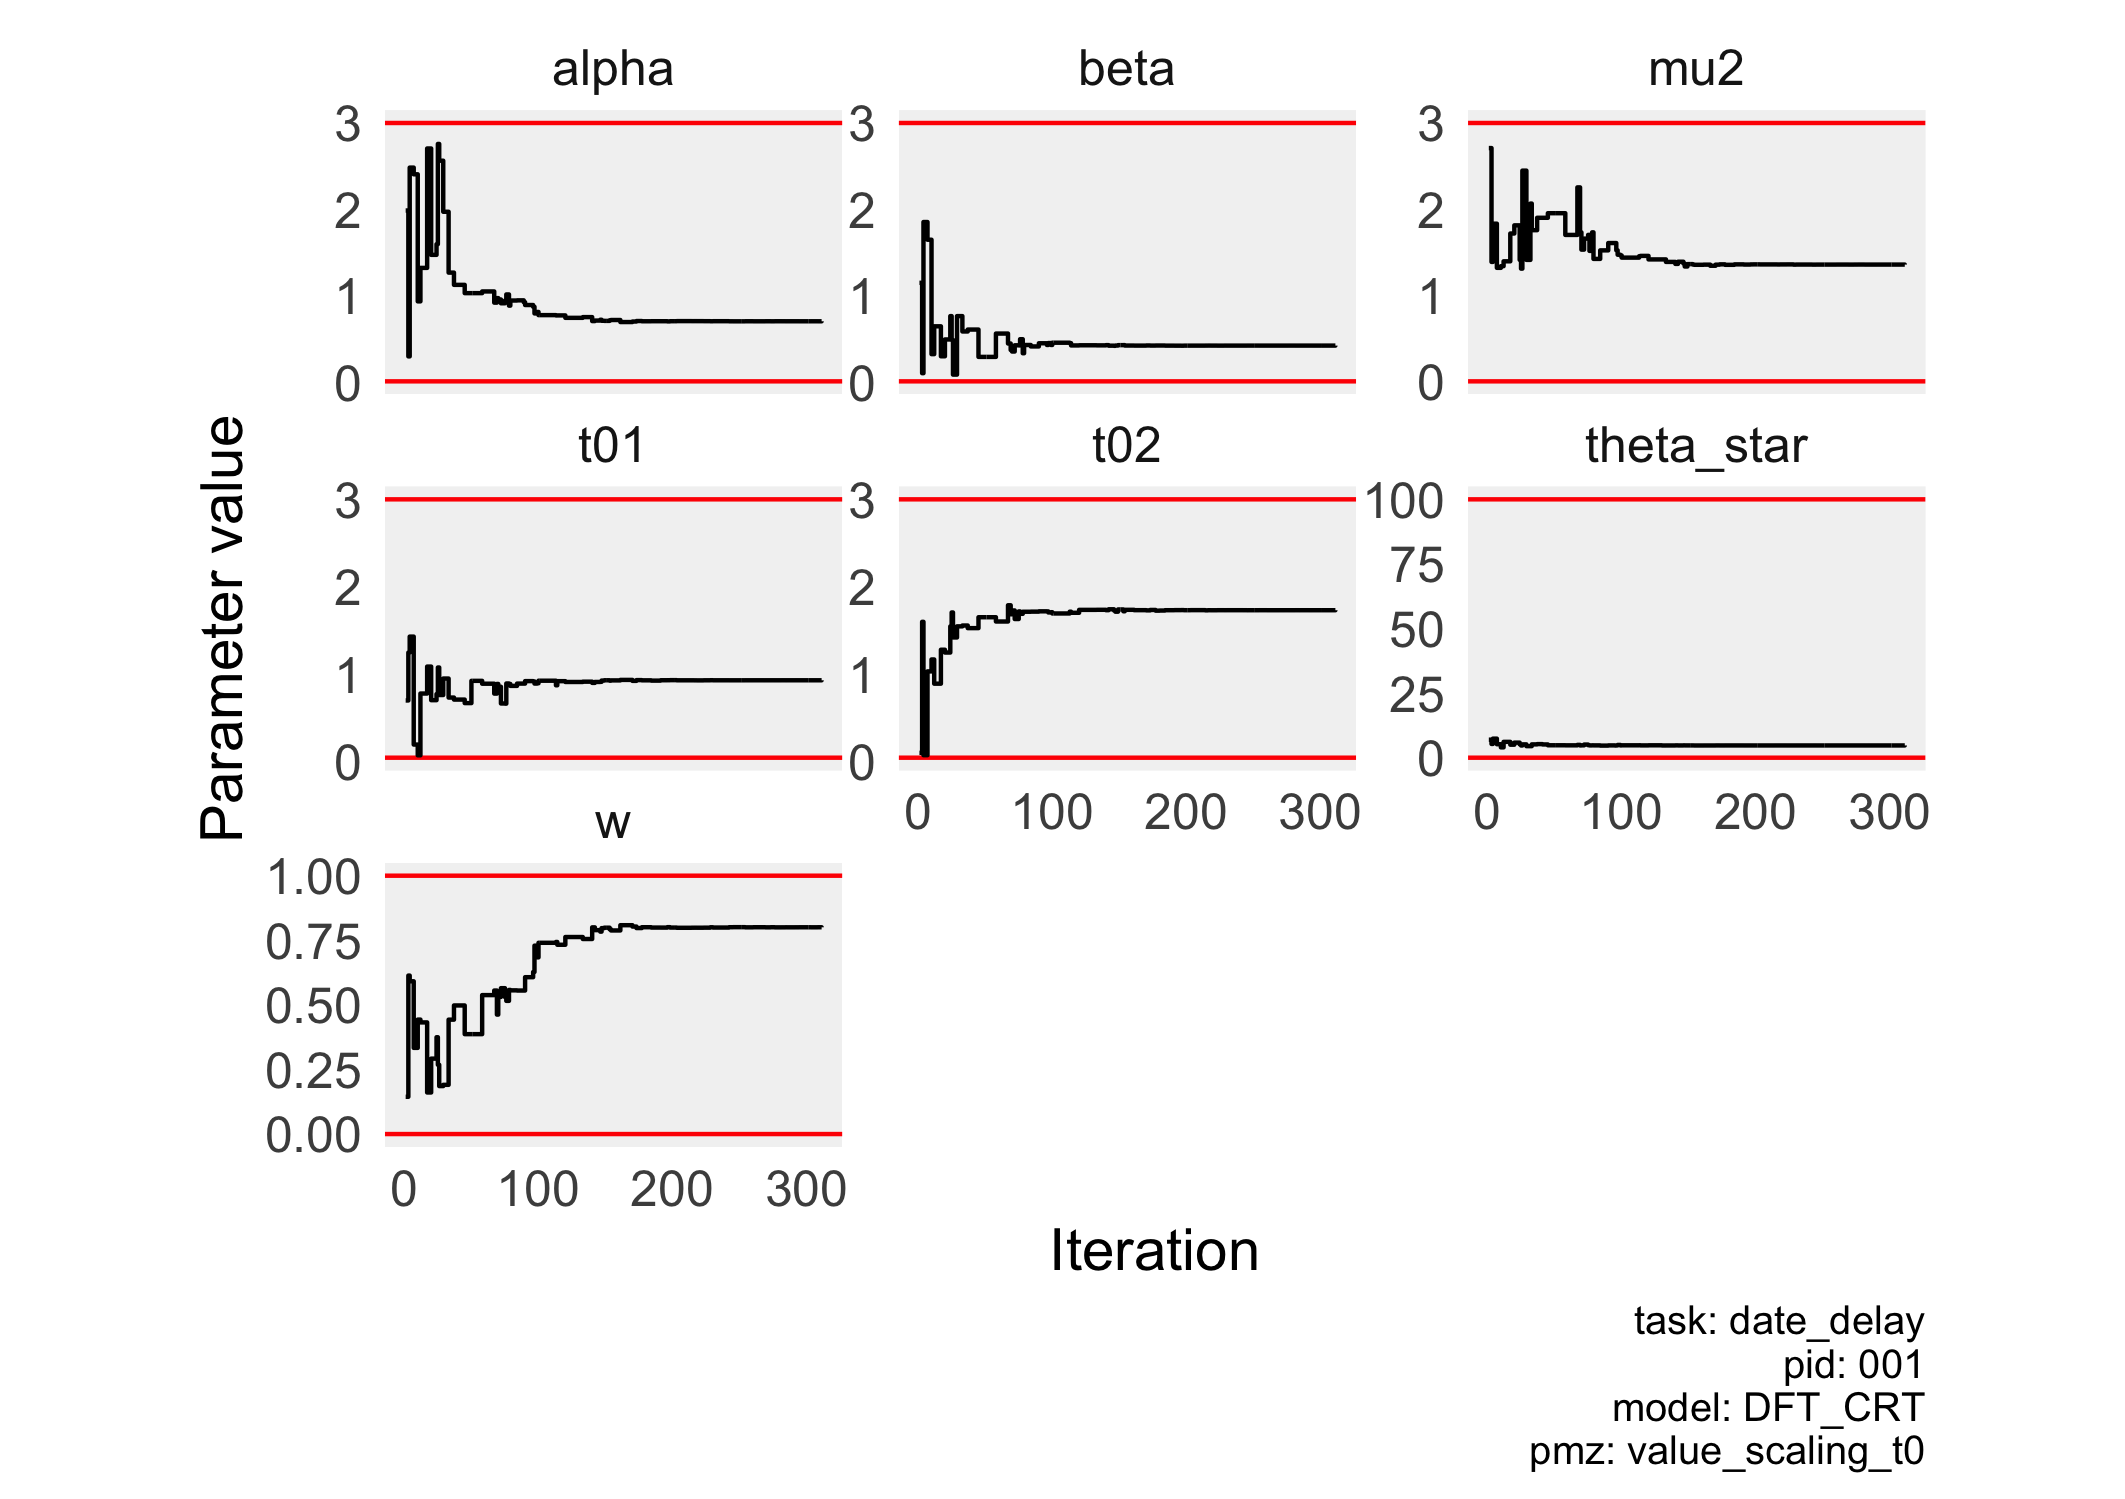 alpha
beta
mu2
3
2
1
0
3
2
1
0
3
2
1
0
t01
t02
theta_star
3
2
1
0
3
2
1
0
100
75
50
25
0
0 100 200 300
0 100 200 300
w
1.00
0.75
0.50
0.25
0.00
0 100 200 300
Parameter value
Iteration
task: date_delay
pid: 001
model: DFT_CRT
pmz: value_scaling_t0